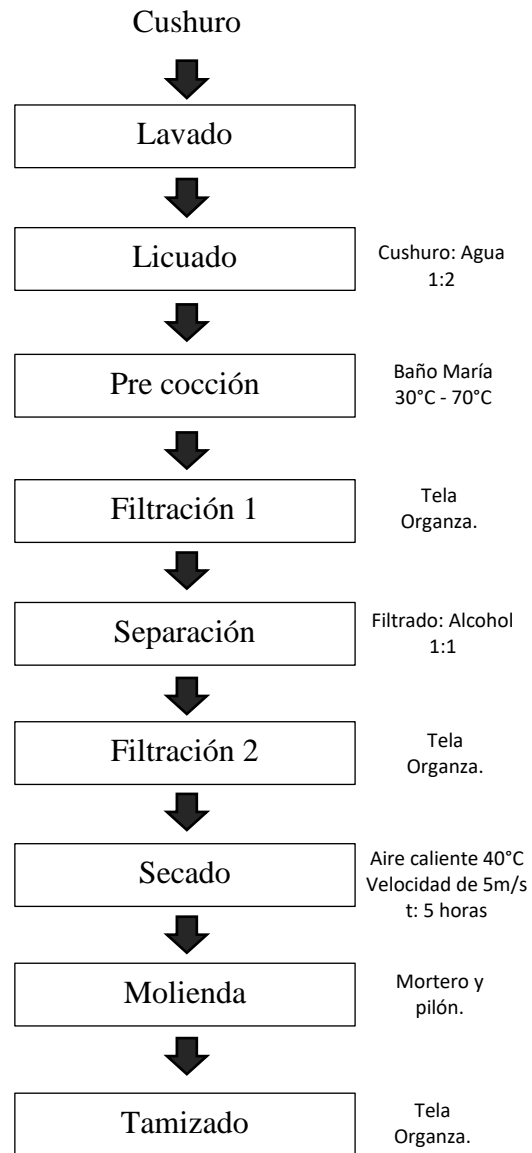 Cushuro
Lavado
Licuado
Cushuro: Agua
1:2
Pre cocción
Baño María
30°C - 70°C
Filtración 1
Tela
Organza.
Separación
Filtrado: Alcohol
1:1
Filtración 2
Tela
Organza.
Secado
Aire caliente 40°C
Velocidad de 5m/s
t: 5 horas
Molienda
Mortero y
pilón.
Tamizado
Tela
Organza.